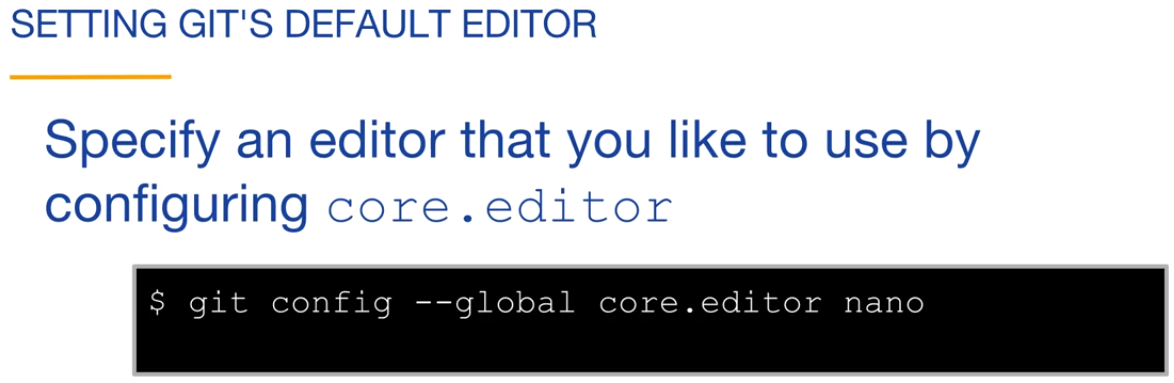 SETTING GIT'S DEFAULT EDITOR
Specify an editor that you like to use by
configuring core.editor
$ git config --global core.editor nano